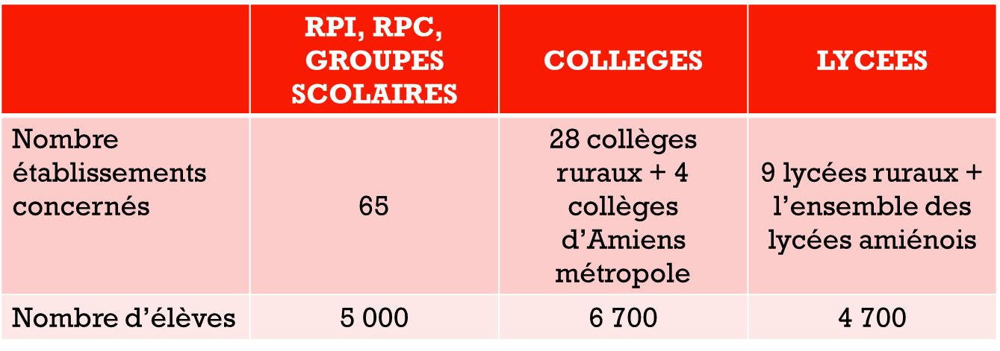 RPI, RPC,
GROUPES
SCOLAIRES
COLLEGES
LYCEES
Nombre
établissements
concernés
65
28 collèges
ruraux + 4
collèges
d’Amiens
métropole
9 lycées ruraux +
l’ensemble des
lycées amiénois
Nombre d’élèves
5 000
6 700
4 700